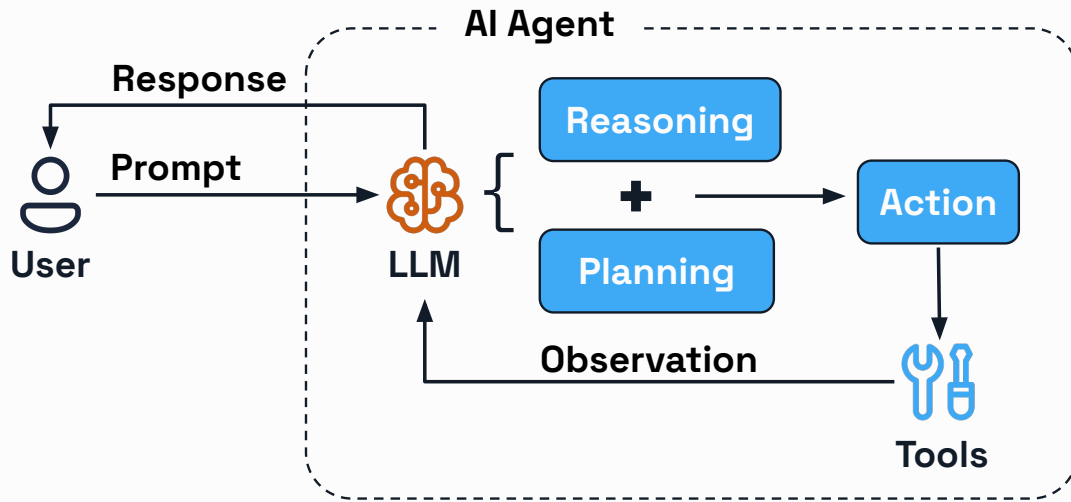 AI Agent
Response
Reasoning
Prompt
Action
User
LLM
Planning
Observation
Tools